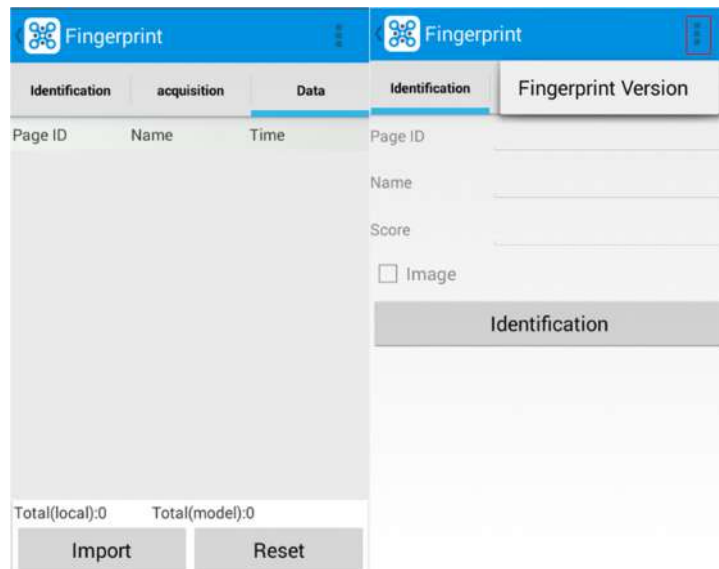 Fingerprint
Identification acquisition Data
Page ID Name Time
Total(local):0 Total(model):0
Import Reset
Fingerprint
Identification Fingerprint Version
Page ID
Name
Score
Image
Identification